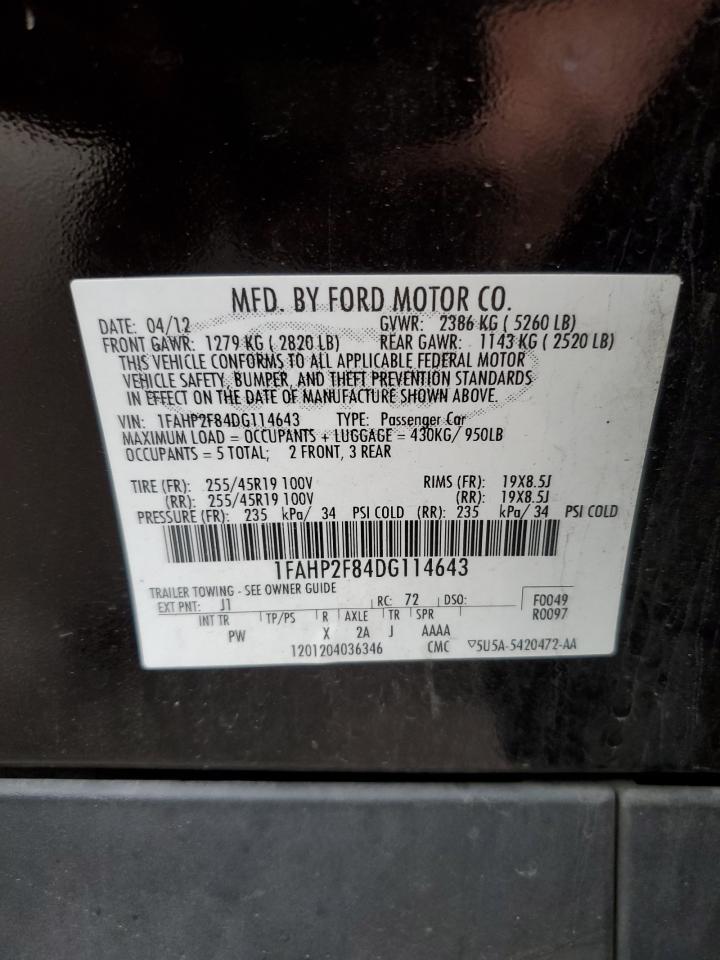 MFD. BY FORD MOTOR CO.
DATE: 04/12 GVWR: 2386 KG ( 5260 LB)
FRONT GAWR: 1279 KG ( 2820 LB) REAR GAWR: 1143 KG ( 2520 LB)
THIS VEHICLE CONFORMS TO ALL APPLICABLE FEDERAL MOTOR
VEHICLE SAFETY, BUMPER, AND THEFT PREVENTION STANDARDS
IN EFFECT ON THE DATE OF MANUFACTURE SHOWN ABOVE.
VIN: 1FAHP2F84DG114643 TYPE: Passenger Car
MAXIMUM LOAD = OCCUPANTS + LUGGAGE = 430KG/ 950LB
OCCUPANTS = 5 TOTAL; 2 FRONT, 3 REAR
TIRE (FR): 255/45R19 100V RIMS (FR): 19X8.5J
(RR): 255/45R19 100V (RR): 19X8.5J
PRESSURE (FR): 235 kPa/ 34 PSI COLD (RR): 235 kPa/ 34 PSI COLD
1FAHP2F84DG114643
TRAILER TOWING - SEE OWNER GUIDE
EXT PNT: J1 RC: 72 DSO: F0049
INT TR TP/PS R AXLE TR SPR R0097
PW X 2A J AAAA
1201204036346 CMC ▽5U5A-5420472-AA